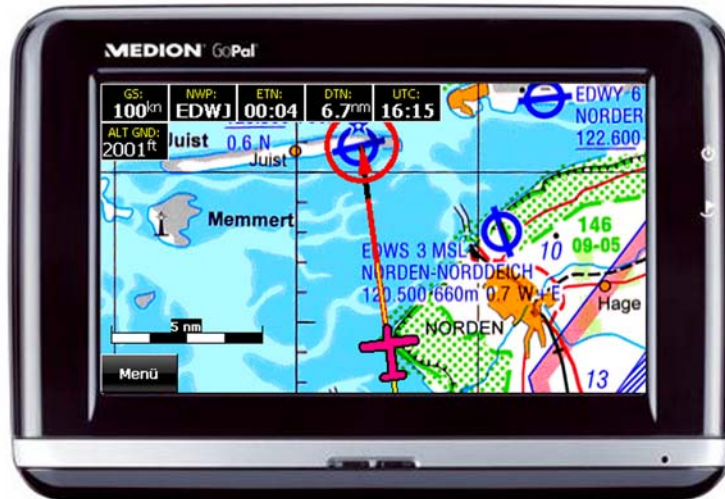 MEDION GoPal
GS: NWP: ETN: DTN: UTC:
100kn EDWJ 00:04 6.7nm 16:15
ALT GND:
2001ft
Juist
0.6 N
Juist
EDWY 6
NORDER
122.600
Memmert
146
09-05
EDWS 3 MSL
10
NORDEN-NORDDEICH
120.500 660m 0.7 W+E
Hage
NORDEN
5 nm
Menü
13